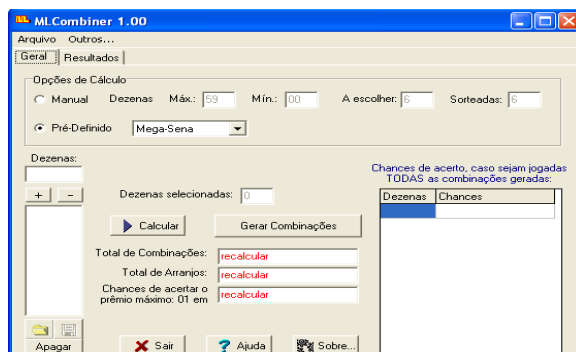 MLCombiner 1.00
Arquivo Outros...
Geral Resultados
Opções de Cálculo
Manual Dezenas Máx.: 59 Mín.: 00 A escolher: 6 Sorteadas: 6
Pré-Definido Mega-Sena
Dezenas:
Chances de acerto, caso sejam jogadas
TODAS as combinações geradas:
+ -
Dezenas selecionadas: 0
Dezenas Chances
Calcular Gerar Combinações
Total de Combinações: recalcular
Total de Arranjos: recalcular
Chances de acertar o
prêmio máximo: 01 em recalcular
Apagar Sair Ajuda Sobre...